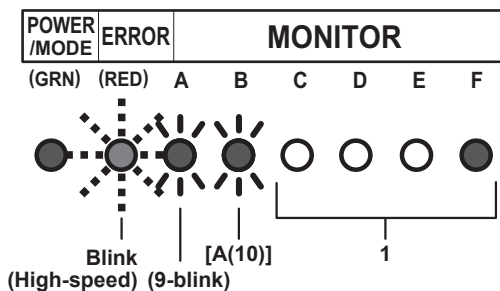 POWER /MODE ERROR MONITOR
(GRN) (RED) A B C D E F
Blink (High-speed) (9-blink) [A(10)] 1